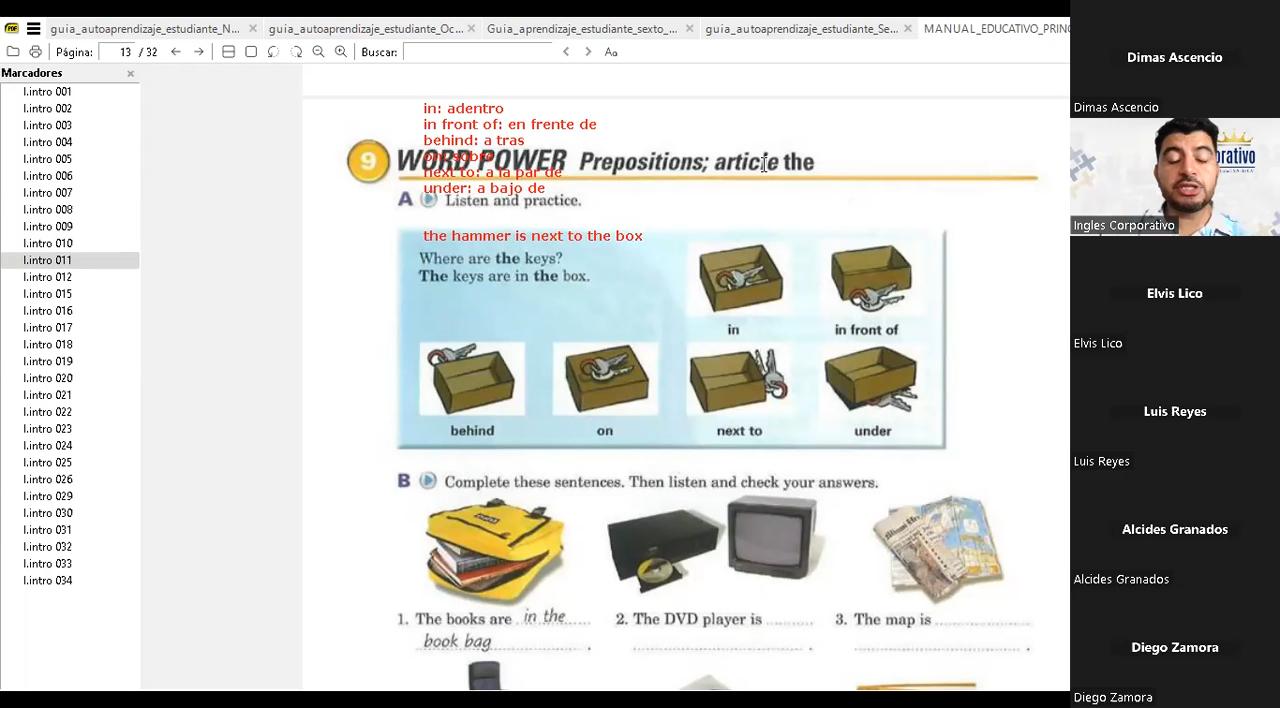 guia_autoaprendizaje_estudiante_N...
guia_autoaprendizaje_estudiante_Oc...
Guia_aprendizaje_estudiante_sexto_...
guia_autoaprendizaje_estudiante_Se...
MANUAL_EDUCATIVO_PRINC
Página: 13 / 32
Buscar:
Aa
Marcadores
I.intro 001
I.intro 002
I.intro 003
I.intro 004
I.intro 005
I.intro 006
I.intro 007
I.intro 008
I.intro 009
I.intro 010
I.intro 011
I.intro 012
I.intro 015
I.intro 016
I.intro 017
I.intro 018
I.intro 019
I.intro 020
I.intro 021
I.intro 022
I.intro 023
I.intro 024
I.intro 025
I.intro 026
I.intro 029
I.intro 030
I.intro 031
I.intro 032
I.intro 033
I.intro 034
in: adentro
in front of: en frente de
behind: a tras
on: sobre
next to: a la par de
under: a bajo de
the hammer is next to the box
9 WORD POWER Prepositions; article the
A Listen and practice.
Where are the keys?
The keys are in the box.
in
in front of
behind
on
next to
under
B Complete these sentences. Then listen and check your answers.
1. The books are in the
book bag .
2. The DVD player is
3. The map is
Dimas Ascencio
Dimas Ascencio
orativo
Ingles Corporativo
Elvis Lico
Elvis Lico
Luis Reyes
Luis Reyes
Alcides Granados
Alcides Granados
Diego Zamora
Diego Zamora